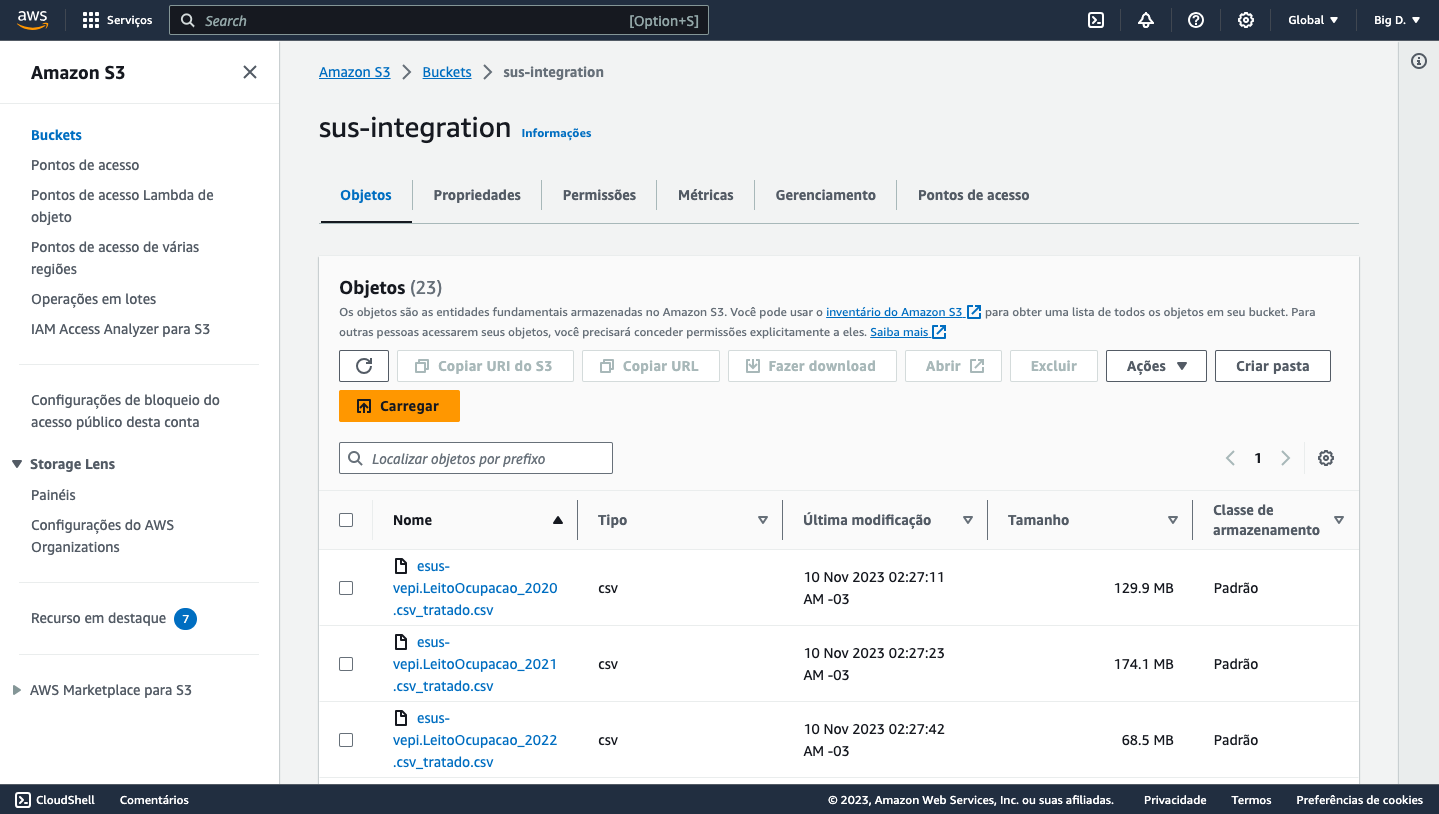 aws
Serviços
Search
[Option+S]
Global
Big D.
Amazon S3
Buckets
Pontos de acesso
Pontos de acesso Lambda de
objeto
Pontos de acesso de várias
regiões
Operações em lotes
IAM Access Analyzer para S3
Configurações de bloqueio do
acesso público desta conta
Storage Lens
Painéis
Configurações do AWS
Organizations
Recurso em destaque 7
AWS Marketplace para S3
Amazon S3 > Buckets > sus-integration
sus-integration Informações
Objetos
Propriedades
Permissões
Métricas
Gerenciamento
Pontos de acesso
Objetos (23)
Os objetos são as entidades fundamentais armazenadas no Amazon S3. Você pode usar o inventário do Amazon S3 para obter uma lista de todos os objetos em seu bucket. Para
outras pessoas acessarem seus objetos, você precisará conceder permissões explicitamente a eles. Saiba mais
Copiar URI do S3
Copiar URL
Fazer download
Abrir
Excluir
Ações
Criar pasta
Carregar
Localizar objetos por prefixo
1
Nome
Tipo
Última modificação
Tamanho
Classe de
armazenamento
esus-
vepi.LeitoOcupacao_2020
.csv_tratado.csv
csv
10 Nov 2023 02:27:11
AM -03
129.9 MB
Padrão
esus-
vepi.LeitoOcupacao_2021
.csv_tratado.csv
csv
10 Nov 2023 02:27:23
AM -03
174.1 MB
Padrão
esus-
vepi.LeitoOcupacao_2022
.csv_tratado.csv
csv
10 Nov 2023 02:27:42
AM -03
68.5 MB
Padrão
CloudShell
Comentários
© 2023, Amazon Web Services, Inc. ou suas afiliadas.
Privacidade
Termos
Preferências de cookies